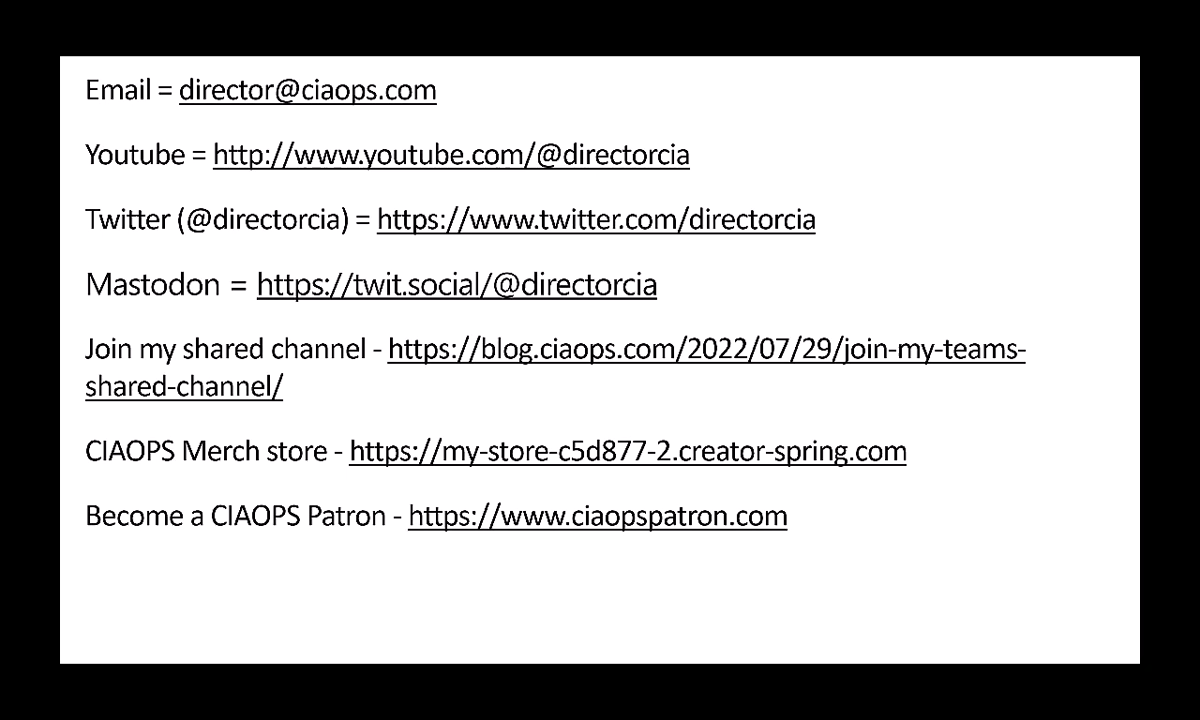 Email = director@ciaops.com
Youtube = http://www.youtube.com/@directorcia
Twitter (@directorcia) = https://www.twitter.com/directorcia
Mastodon = https://twit.social/@directorcia
Join my shared channel - https://blog.ciaops.com/2022/07/29/join-my-teams-
shared-channel/
CIAOPS Merch store - https://my-store-c5d877-2.creator-spring.com
Become a CIAOPS Patron - https://www.ciaopspatron.com